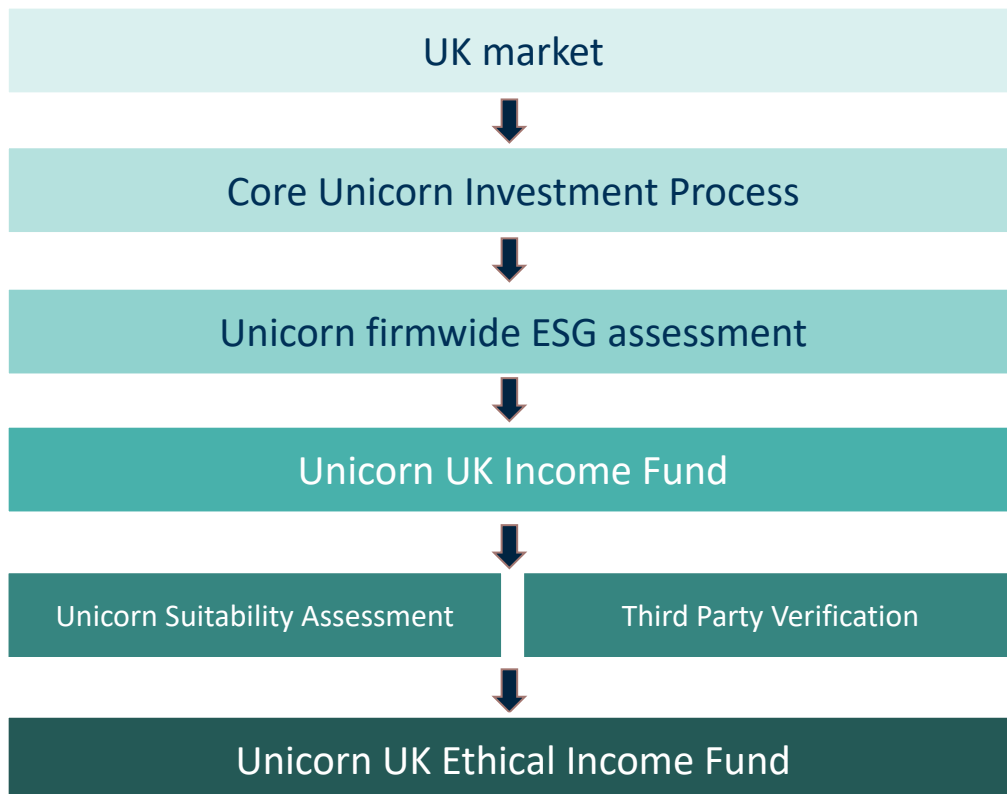 UK market
Core Unicorn Investment Process
Unicorn firmwide ESG assessment
Unicorn UK Income Fund
Unicorn Suitability Assessment
Third Party Verification
Unicorn UK Ethical Income Fund